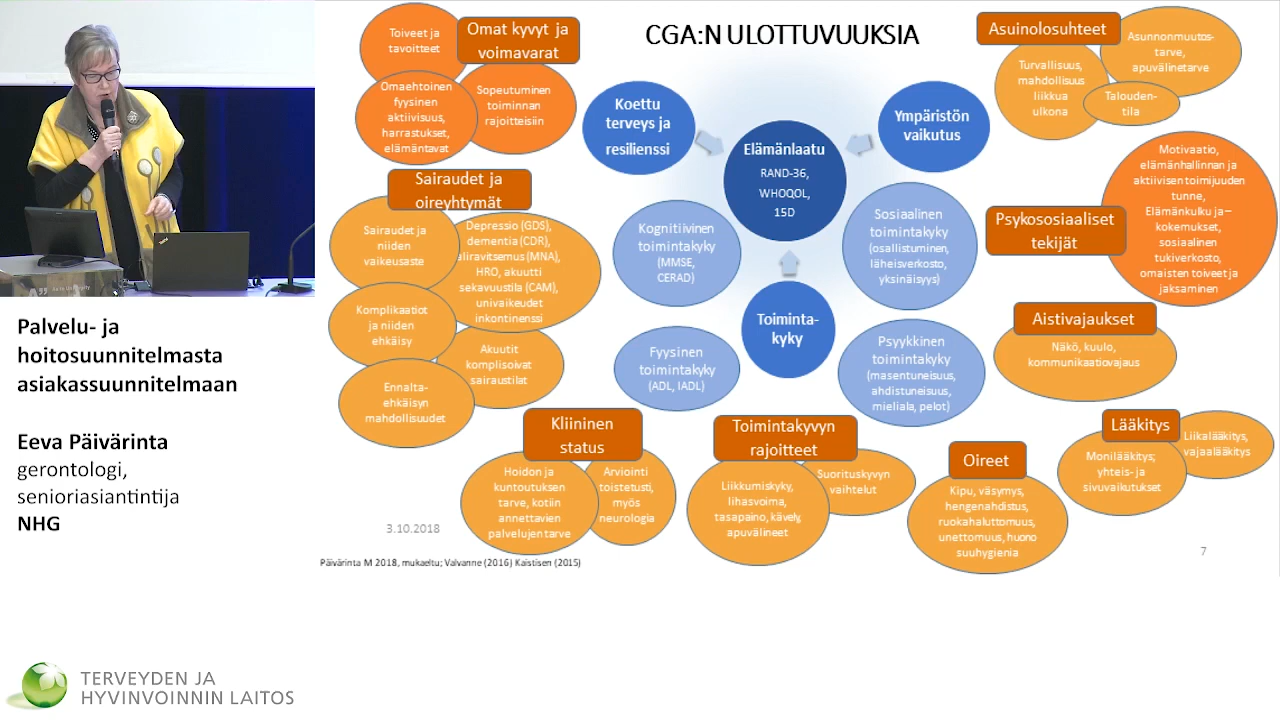 CGA:N ULOTTUVUUKSIA
Toiveet ja
tavoitteet
Omat kyvyt ja
voimavarat
Omaehtoinen
fyysinen
aktiivisuus,
harrastukset,
elämäntavat
Sopeutuminen
toiminnan
rajoitteisiin
Koettu
terveys ja
resilienssi
Elämänlaatu
RAND-36,
WHOQOL,
15D
Ympäristön
vaikutus
Asuinolosuhteet
Turvallisuus,
mahdollisuus
liikkua
ulkona
Asunnonmuutos-
tarve,
apuvälinetarve
Talouden-
tila
Sairaudet ja
oireyhtymät
Sairaudet ja
niiden
vaikeusaste
Depressio (GDS),
dementia (CDR),
aliravitsemus (MNA),
HRO, akuutti
sekavuustila (CAM),
univaikeudet
inkontinenssi
Komplikaatiot
ja niiden
ehkäisy
Akuutit
komplisoivat
sairaustilat
Ennalta-
ehkäisyn
mahdollisuudet
Kognitiivinen
toimintakyky
(MMSE,
CERAD)
Sosiaalinen
toimintakyky
(osallistuminen,
läheisverkosto,
yksinäisyys)
Toiminta-
kyky
Fyysinen
toimintakyky
(ADL, IADL)
Psyykkinen
toimintakyky
(masentuneisuus,
ahdistuneisuus,
mieliala, pelot)
Psykososiaaliset
tekijät
Motivaatio,
elämänhallinnan ja
aktiivisen toimijuuden
tunne,
Elämänkulku ja –
kokemukset,
sosiaalinen
tukiverkosto,
omaisten toiveet ja
jaksaminen
Aistivajaukset
Näkö, kuulo,
kommunikaatiovajaus
Lääkitys
Monilääkitys;
yhteis- ja
sivuvaikutukset
Liikalääkitys,
vajaalääkitys
Kliininen
status
Hoidon ja
kuntoutuksen
tarve, kotiin
annettavien
palvelujen tarve
Arviointi
toistetusti,
myös
neurologia
Toimintakyvyn
rajoitteet
Liikkumiskyky,
lihasvoima,
tasapaino, kävely,
apuvälineet
Suorituskyvyn
vaihtelut
Oireet
Kipu, väsymys,
hengenahdistus,
ruokahaluttomuus,
unettomuus, huono
suuhygienia
3.10.2018
7
Päivärinta M 2018, mukaeltu; Valvanne (2016) Kaistisen (2015)
Palvelu- ja
hoitosuunnitelmasta
asiakassuunnitelmaan
Eeva Päivärinta
gerontologi,
senioriasiantintija
NHG
TERVEYDEN JA
HYVINVOINNIN LAITOS